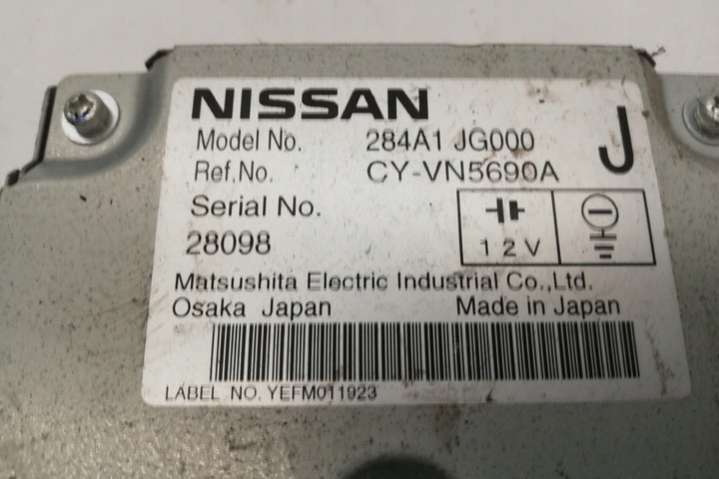 NISSAN
J
Model No. 284A1 JG000
Ref.No. CY-VN5690A
Serial No.
28098
12V
Matsushita Electric Industrial Co.,Ltd.
Osaka Japan Made in Japan
LABEL NO. YEFM011923